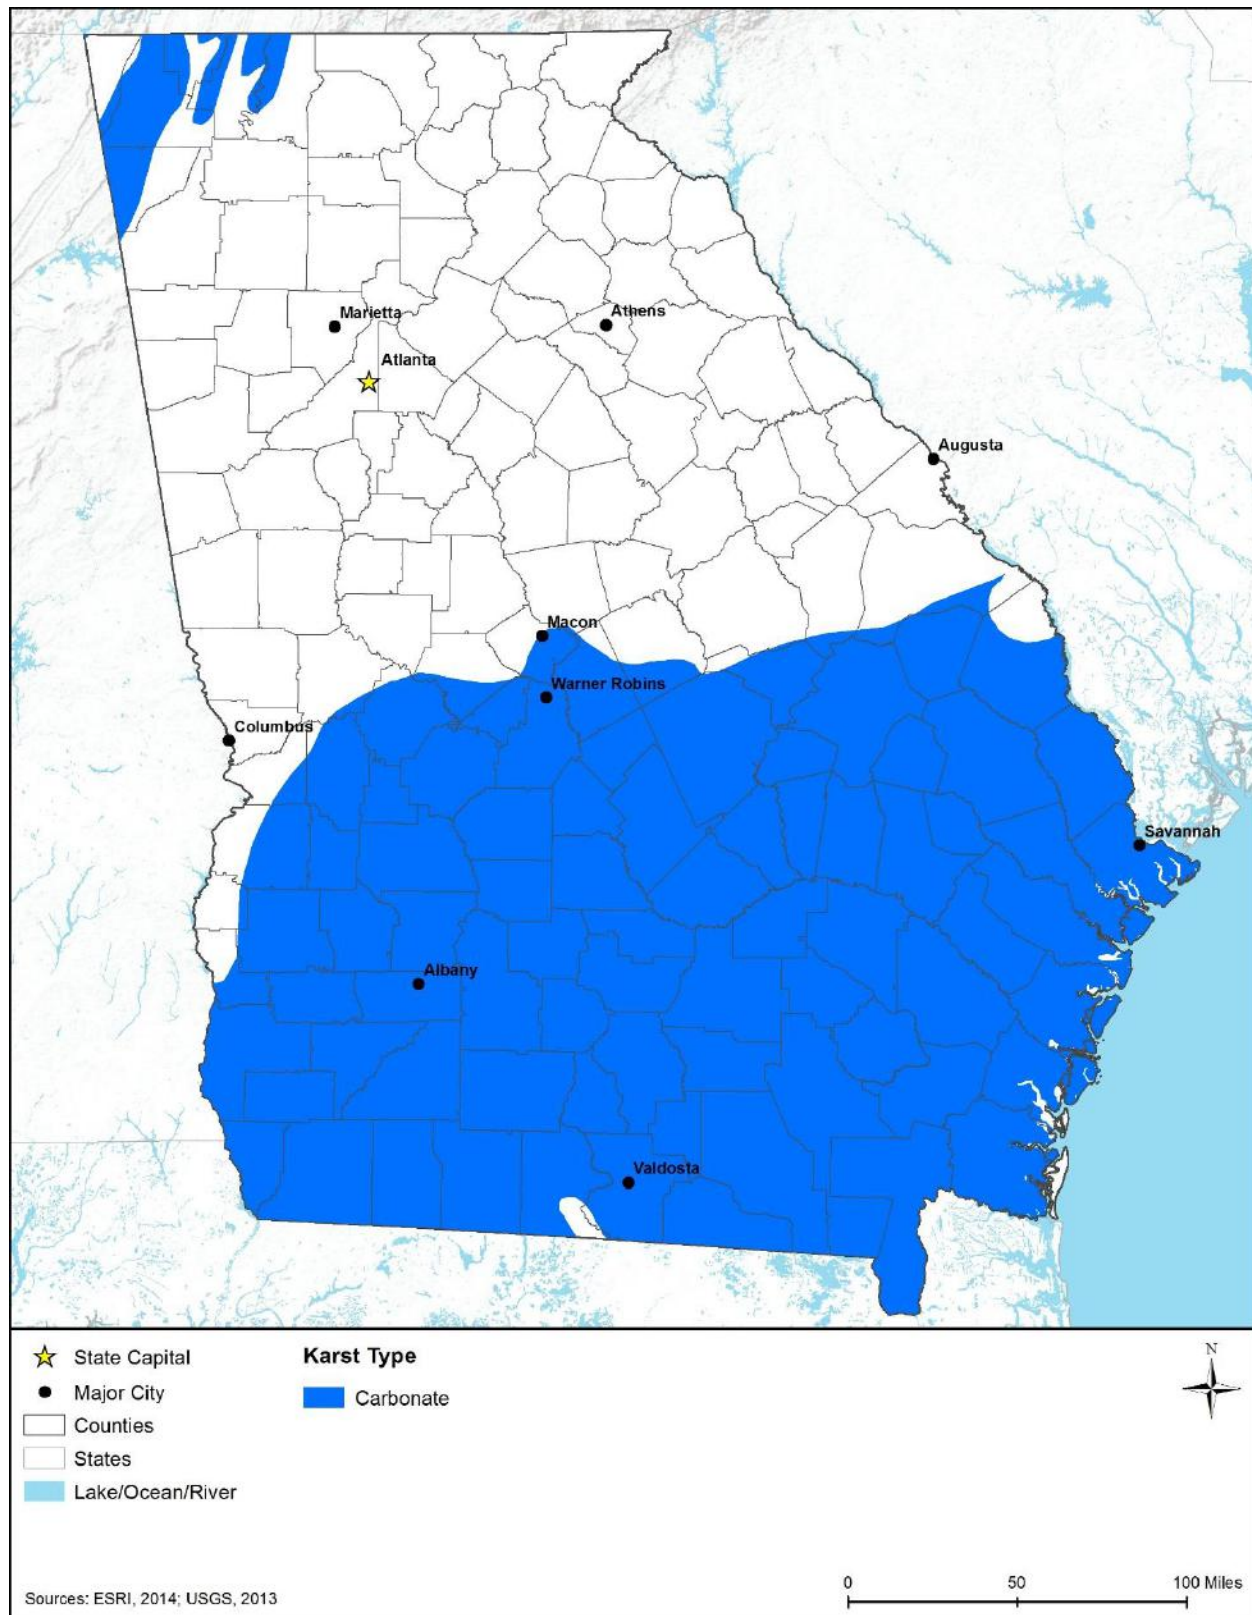 Marietta
Athens
Atlanta
Augusta
Macon
Warner Robins
Columbus
Savannah
Albany
Valdosta
State Capital
Major City
Counties
States
Lake/Ocean/River
Karst Type
Carbonate
N
Sources: ESRI, 2014; USGS, 2013
0 50 100 Miles